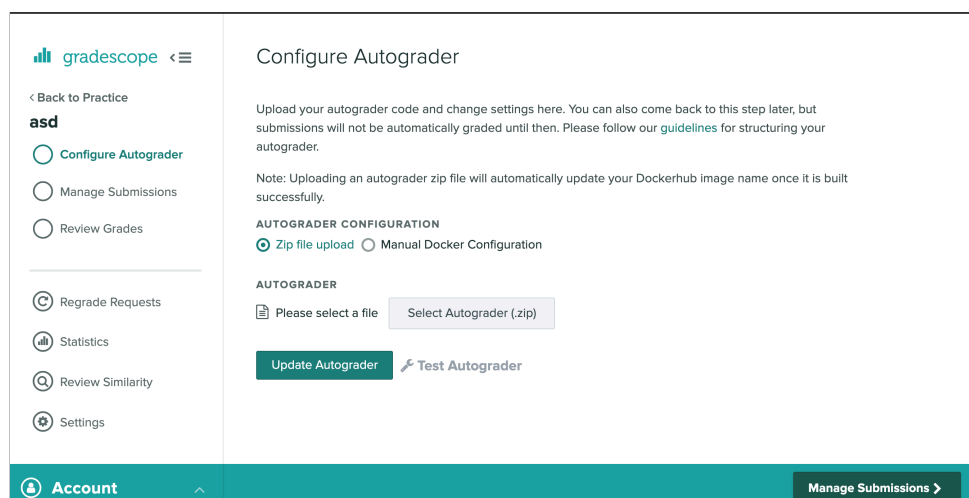 gradescope
Configure Autograder
< Back to Practice
asd
Configure Autograder
Manage Submissions
Review Grades
Regrade Requests
Statistics
Review Similarity
Settings
Upload your autograder code and change settings here. You can also come back to this step later, but
submissions will not be automatically graded until then. Please follow our guidelines for structuring your
autograder.
Note: Uploading an autograder zip file will automatically update your Dockerhub image name once it is built
successfully.
AUTOGRADER CONFIGURATION
Zip file upload Manual Docker Configuration
AUTOGRADER
Please select a file Select Autograder (.zip)
Update Autograder Test Autograder
Account
Manage Submissions >